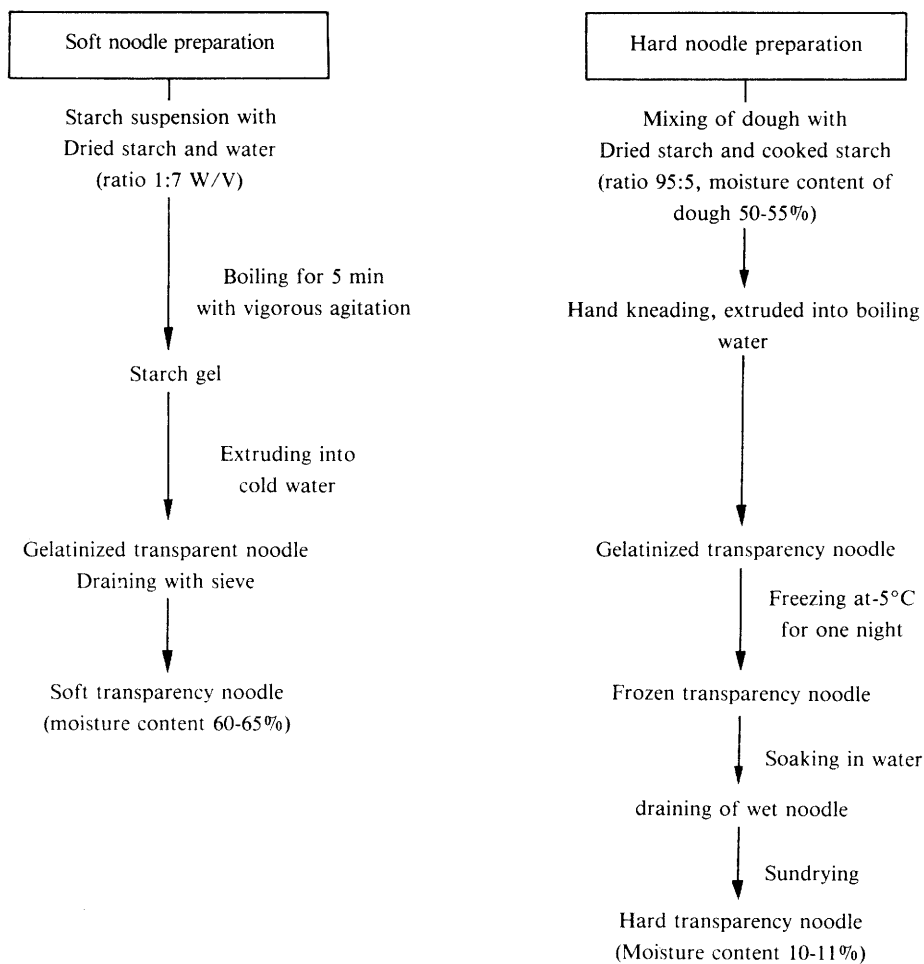 Soft noodle preparation
Starch suspension with
Dried starch and water
(ratio 1:7 W/V)
Boiling for 5 min
with vigorous agitation
Starch gel
Extruding into
cold water
Gelatinized transparent noodle
Draining with sieve
Soft transparency noodle
(moisture content 60-65%)
Hard noodle preparation
Mixing of dough with
Dried starch and cooked starch
(ratio 95:5, moisture content of
dough 50-55%)
Hand kneading, extruded into boiling
water
Gelatinized transparency noodle
Freezing at-5°C
for one night
Frozen transparency noodle
Soaking in water
draining of wet noodle
Sundrying
Hard transparency noodle
(Moisture content 10-11%)